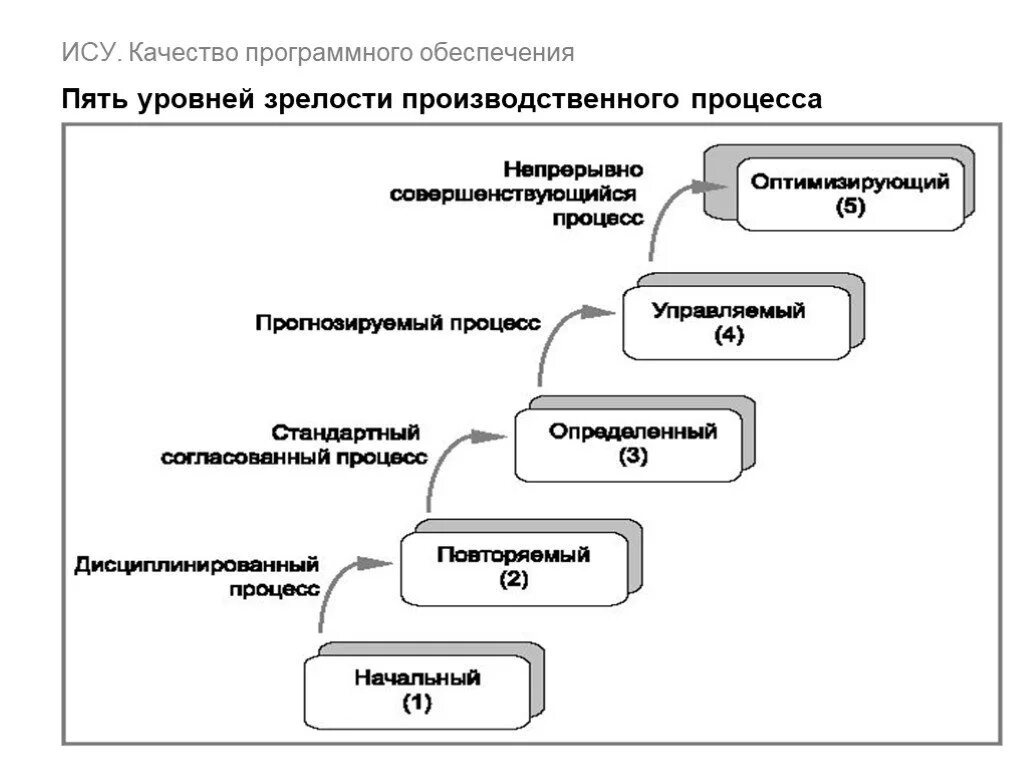 ИСУ. Качество программного обеспечения
Пять уровней зрелости производственного процесса
Непрерывно
совершенствующийся
процесс
Оптимизирующий
(5)
Прогнозируемый процесс
Управляемый
(4)
Стандартный
согласованный процесс
Определенный
(3)
Дисциплинированный
процесс
Повторяемый
(2)
Начальный
(1)